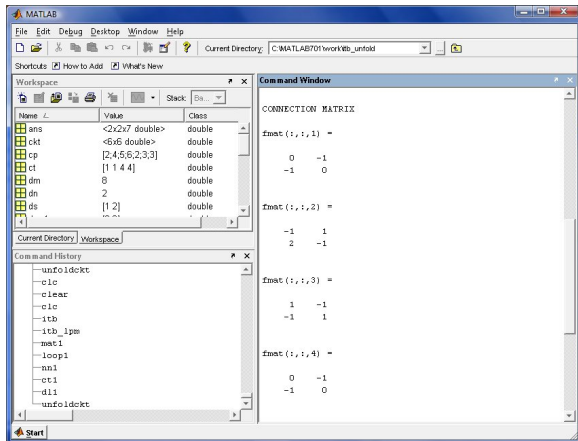 MATLAB
File Edit Debug Desktop Window Help
Current Directory: C:\MATLAB701\work\itb_unfold
Shortcuts How to Add What's New
Workspace
Stack: Ba...
Name Value Class
ans <2x2x7 double> double
ckt <6x6 double> double
cp [2;4;5;6;2;3;3] double
ct [1 1 4 4] double
dm 8 double
dn 2 double
ds [1 2] double
Current Directory Workspace
Command History
unfoldckt
clc
clear
clc
itb
itb_lpm
mat1
loop1
nn1
ct1
dl1
unfoldckt
Command Window
CONNECTION MATRIX
fmat(:,:,1) =
0 -1
-1 0
fmat(:,:,2) =
-1 1
2 -1
fmat(:,:,3) =
1 -1
-1 1
fmat(:,:,4) =
0 -1
-1 0
Start